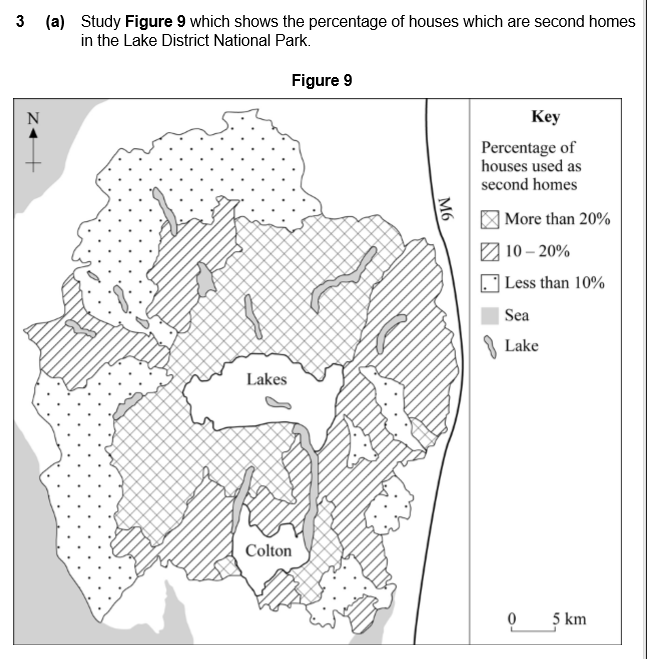 3 (a) Study Figure 9 which shows the percentage of houses which are second homes
in the Lake District National Park.
Figure 9
N
M6
Lakes
Colton
Key
Percentage of
houses used as
second homes
More than 20%
10 – 20%
Less than 10%
Sea
Lake
0 5 km